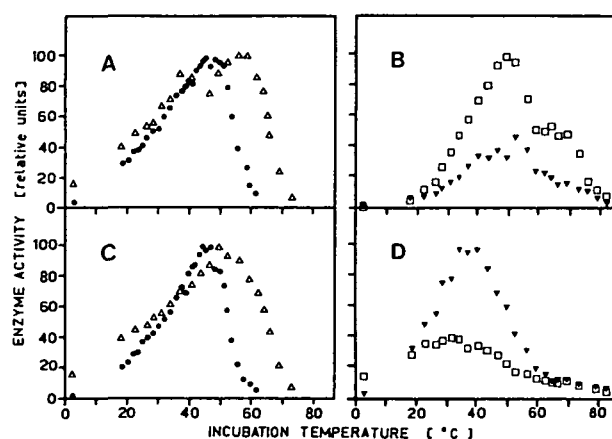 A
B
100
80
60
40
20
0
C
D
100
80
60
40
20
0
ENZYME ACTIVITY [relative units]
0 20 40 60 80
0 20 40 60 80
INCUBATION TEMPERATURE [°C]